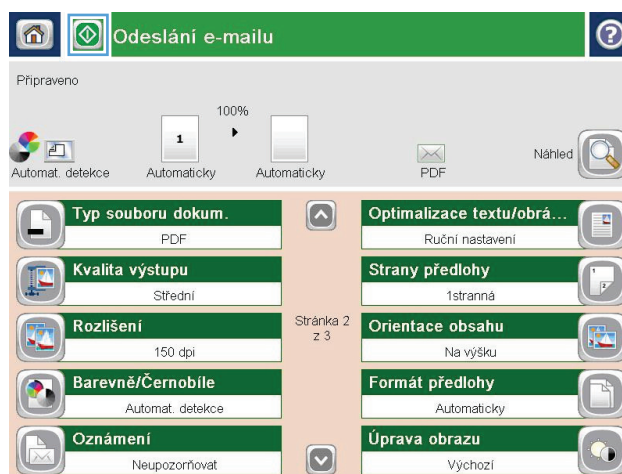 Odeslání e-mailu
?
Připraveno
100%
1
Automat. detekce
Automaticky
Automaticky
PDF
Náhled
Typ souboru dokum.
PDF
Kvalita výstupu
Střední
Rozlišení
150 dpi
Barevně/Černobíle
Automat. detekce
Oznámení
Neupozorňovat
Stránka 2
z 3
Optimalizace textu/obrá...
Ruční nastavení
Strany předlohy
1stranná
1
2
Orientace obsahu
Na výšku
Formát předlohy
Automaticky
Úprava obrazu
Výchozí